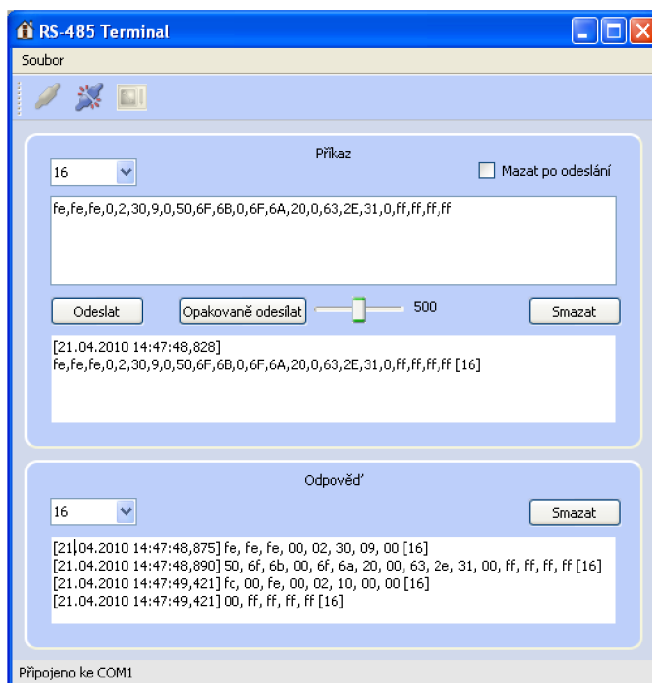 RS-485 Terminal
Soubor
Příkaz
16
Mazat po odeslání
fe,fe,fe,0,2,30,9,0,50,6F,6B,0,6F,6A,20,0,63,2E,31,0,ff,ff,ff,ff
Odeslat
Opakovaně odesílat
500
Smazat
[21.04.2010 14:47:48,828]
fe,fe,fe,0,2,30,9,0,50,6F,6B,0,6F,6A,20,0,63,2E,31,0,ff,ff,ff,ff [16]
Odpověď
16
Smazat
[21.04.2010 14:47:48,875] fe, fe, fe, 00, 02, 30, 09, 00 [16]
[21.04.2010 14:47:48,890] 50, 6f, 6b, 00, 6f, 6a, 20, 00, 63, 2e, 31, 00, ff, ff, ff, ff [16]
[21.04.2010 14:47:49,421] fc, 00, fe, 00, 02, 10, 00, 00 [16]
[21.04.2010 14:47:49,421] 00, ff, ff, ff, ff [16]
Připojeno ke COM1